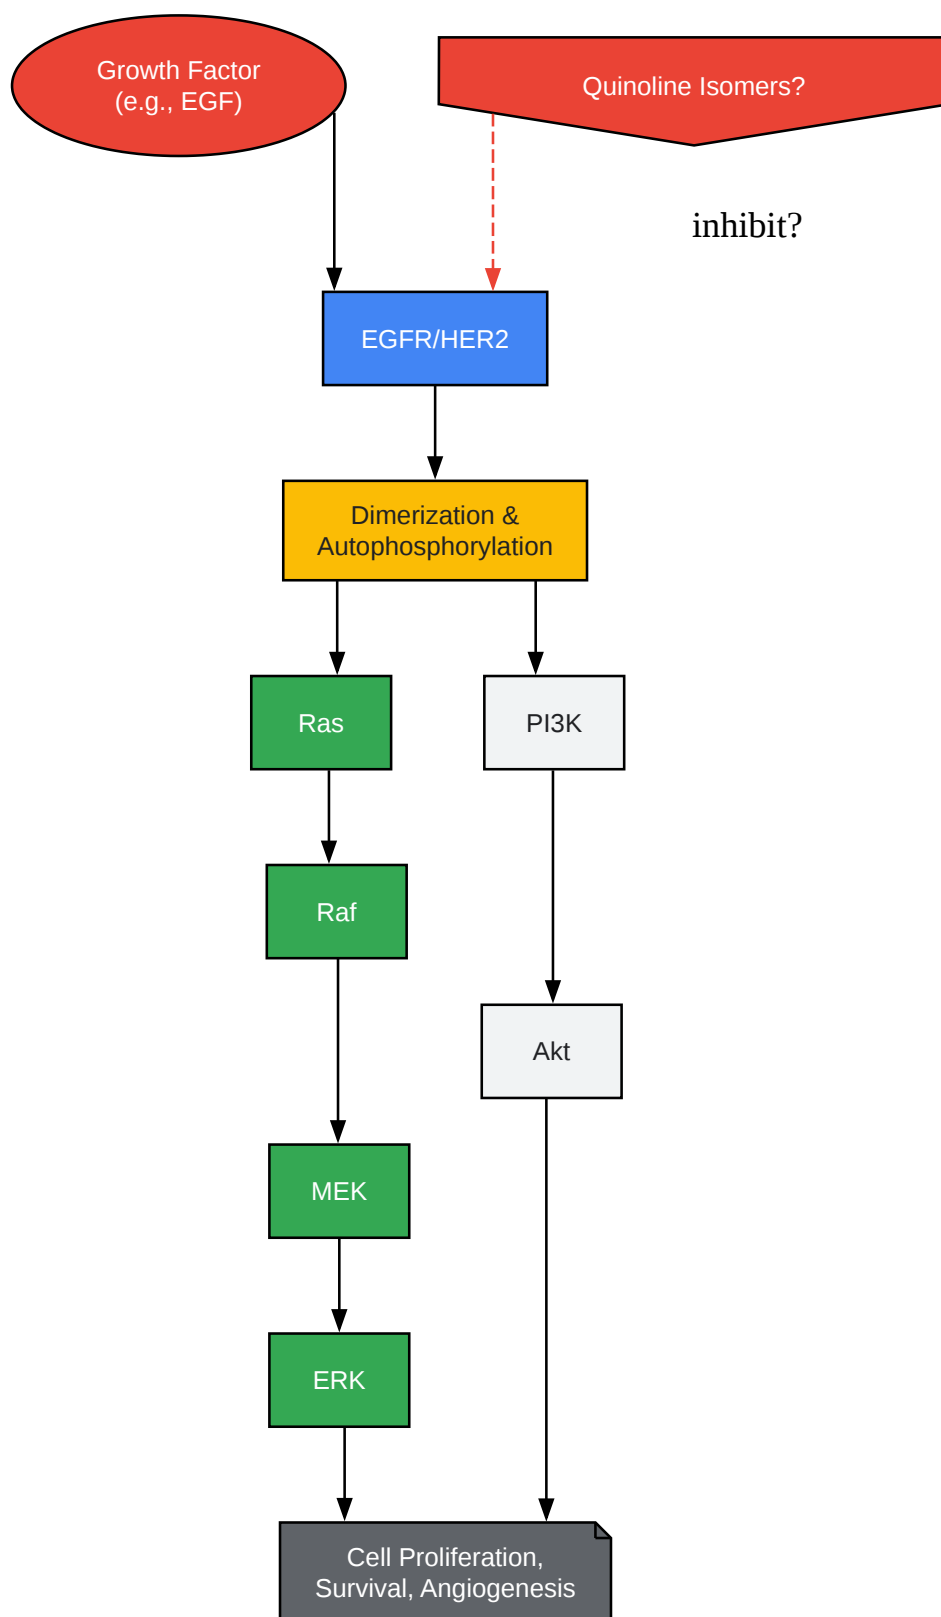 Growth Factor
(e.g., EGF)
Quinoline Isomers?
inhibit?
EGFR/HER2
Dimerization &
Autophosphorylation
Ras
PI3K
Raf
Akt
MEK
ERK
Cell Proliferation,
Survival, Angiogenesis